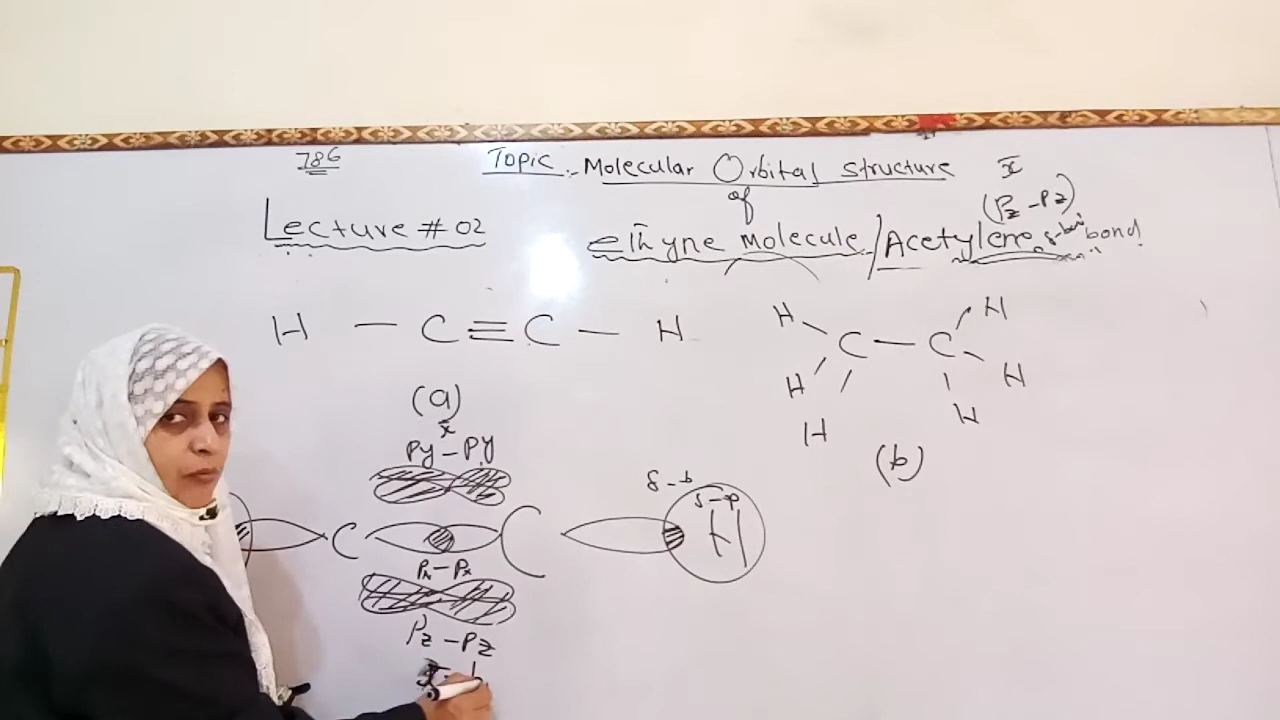 786
Topic:- Molecular Orbital structure
of
Lecture # 02
ethyne Molecule/Acetylene
bond
(Pz-Pz)
H — C ≡ C — H
H H
C — C
H H
H H
(a)
(b)
Py-Py
C C
s-p
H
Px-Px
Pz-Pz